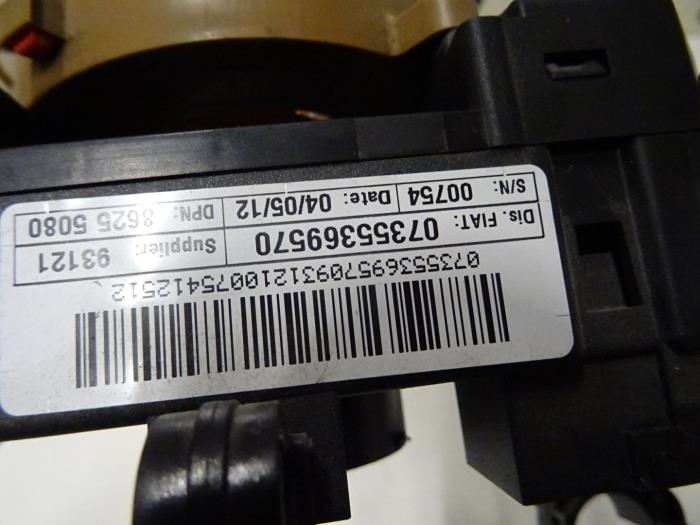 07355369570931210075412512
Dis. FIAT: 07355369570 Supplier: 93121
S/N: 00754 Date: 04/05/12 DPN: 8625 5080